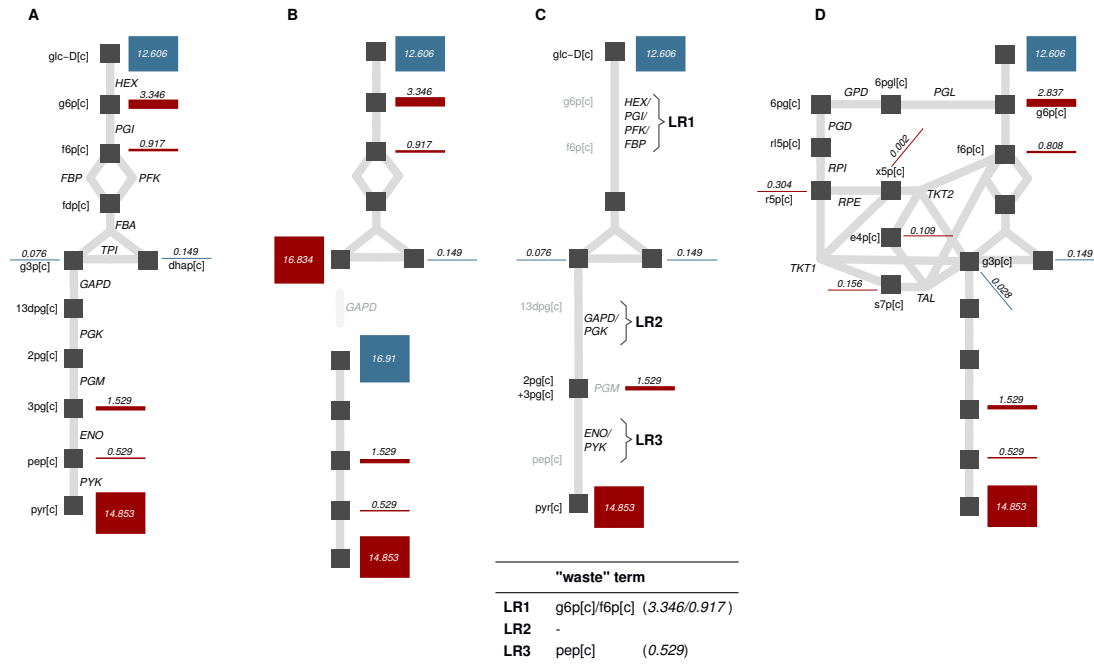 A
B
C
D
glc−D[c]
12.606
HEX
g6p[c]
3.346
PGI
f6p[c]
0.917
FBP
PFK
fdp[c]
FBA
TPI
0.076
g3p[c]
0.149
dhap[c]
GAPD
13dpg[c]
PGK
2pg[c]
PGM
3pg[c]
1.529
ENO
pep[c]
0.529
PYK
pyr[c]
14.853
12.606
3.346
0.917
16.834
0.149
GAPD
16.91
1.529
0.529
14.853
glc−D[c]
12.606
g6p[c]
f6p[c]
HEX/
PGI/
PFK/
FBP
LR1
0.076
0.149
13dpg[c]
GAPD/
PGK
LR2
2pg[c]
+3pg[c]
PGM
1.529
ENO/
PYK
LR3
pep[c]
pyr[c]
14.853
"waste" term
LR1 g6p[c]/f6p[c] (3.346/0.917)
LR2 -
LR3 pep[c] (0.529)
12.606
6pgl[c]
GPD
PGL
6pg[c]
2.837
g6p[c]
PGD
0.002
rl5p[c]
f6p[c]
0.808
RPI
x5p[c]
0.304
r5p[c]
RPE
TKT2
e4p[c]
0.109
TKT1
g3p[c]
0.149
0.156
s7p[c]
TAL
0.028
1.529
0.529
14.853